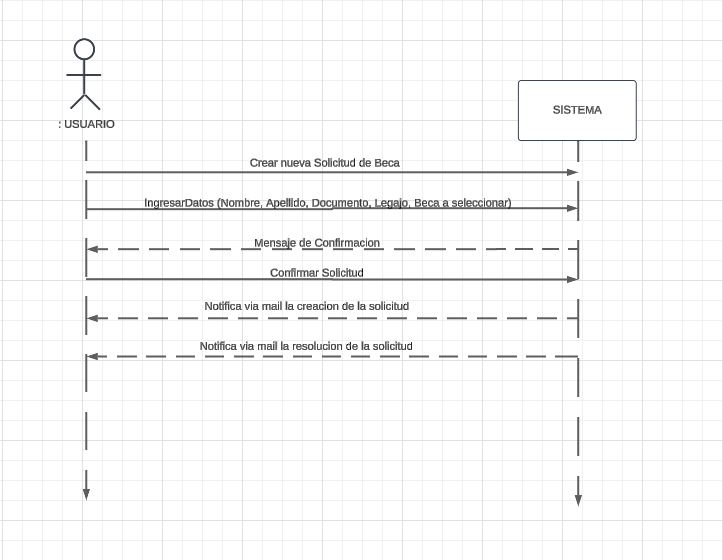 : USUARIO
SISTEMA
Crear nueva Solicitud de Beca
IngresarDatos (Nombre, Apellido, Documento, Legajo, Beca a seleccionar)
Mensaje de Confirmacion
Confirmar Solicitud
Notifica via mail la creacion de la solicitud
Notifica via mail la resolucion de la solicitud